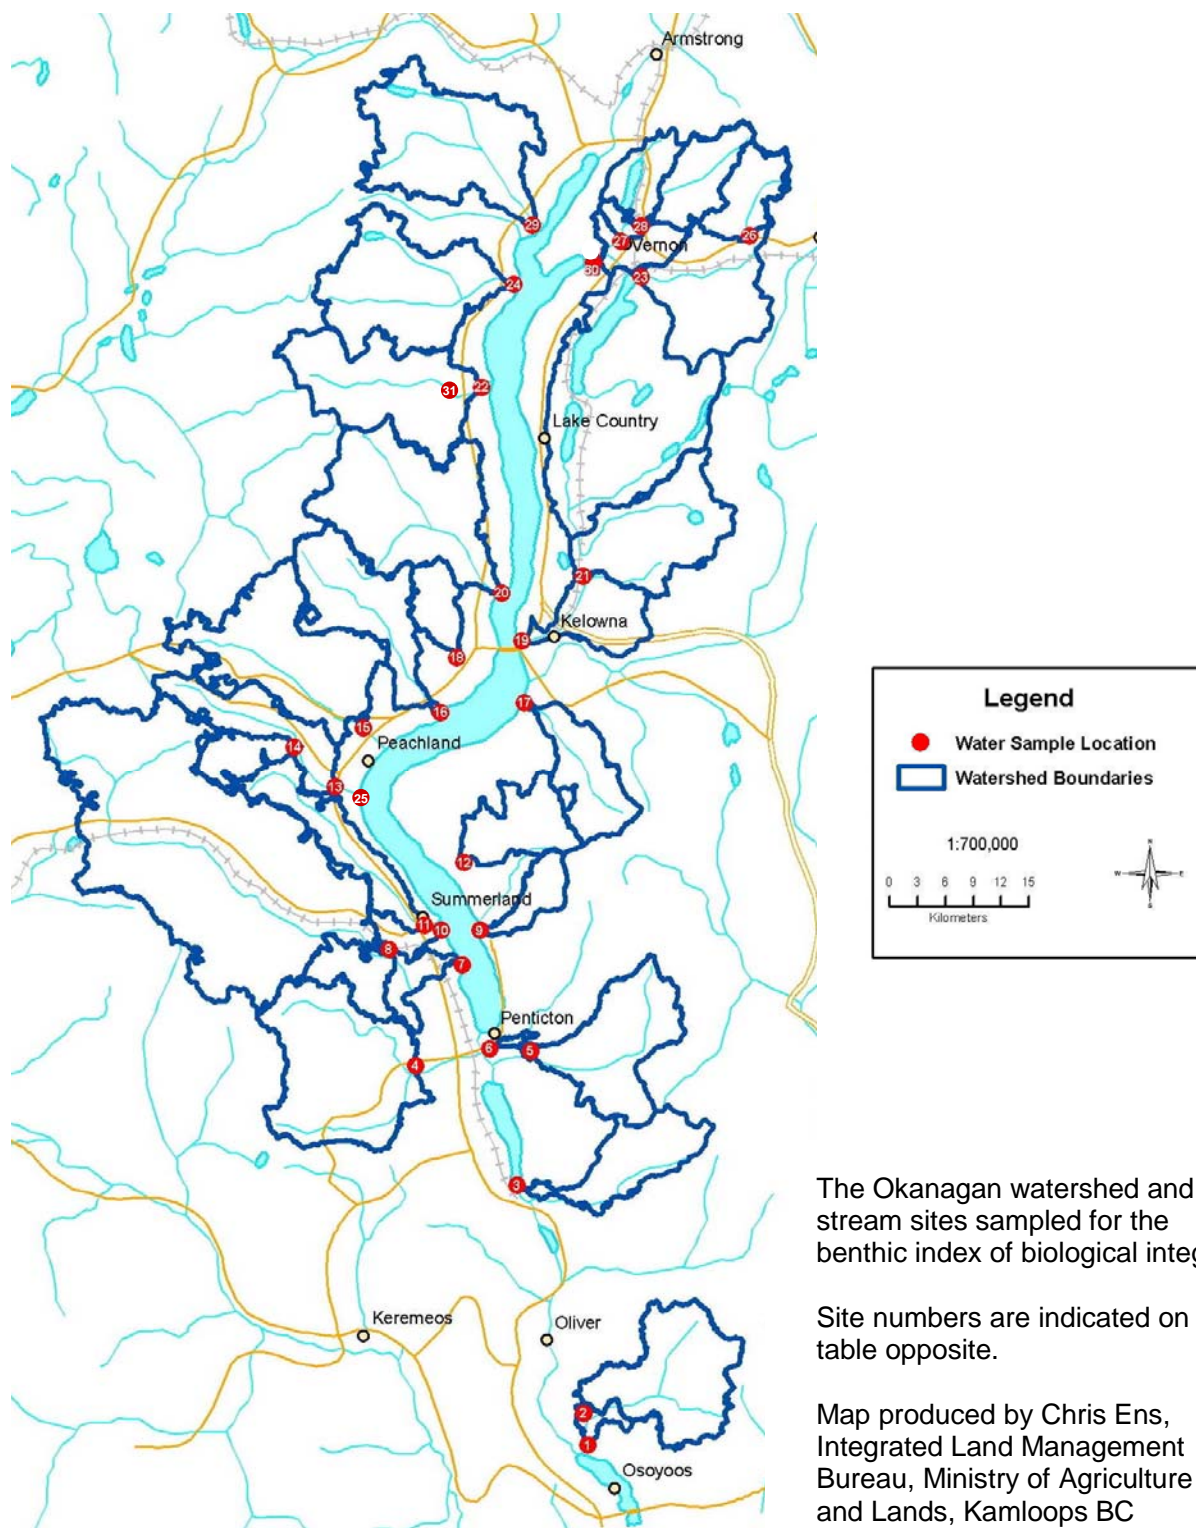 Armstrong
29
28
27
Vernon
26
30
23
24
31
22
Lake Country
21
20
19
Kelowna
18
17
16
15
Peachland
14
13
25
12
Summerland
11
10
9
8
7
Penticton
6
5
4
3
Keremeos
Oliver
2
1
Osoyoos
Legend
Water Sample Location
Watershed Boundaries
1:700,000
0 3 6 9 12 15
Kilometers
N
W E
S
The Okanagan watershed and
stream sites sampled for the
benthic index of biological integ
Site numbers are indicated on
table opposite.
Map produced by Chris Ens,
Integrated Land Management
Bureau, Ministry of Agriculture
and Lands, Kamloops BC